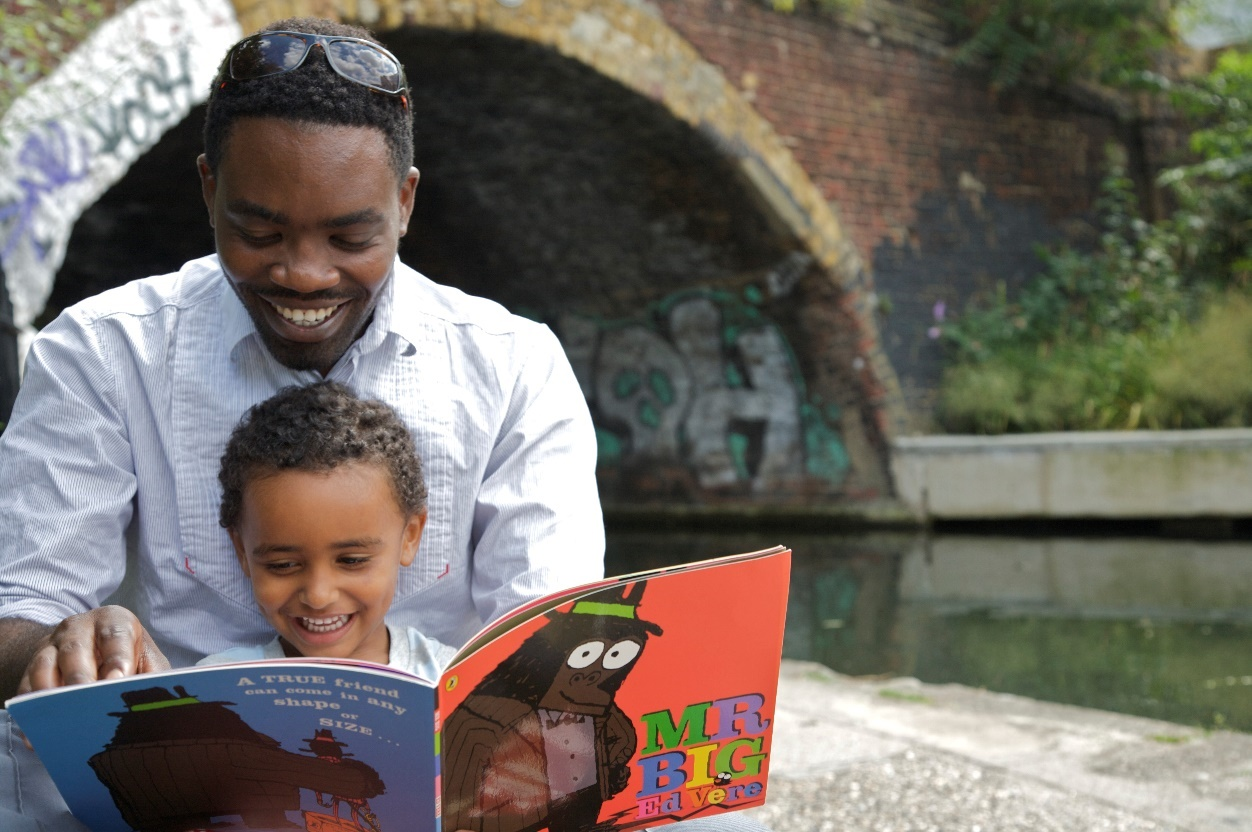 A TRUE friend
can come in any
shape or
SIZE...
MR
BIG
Ed Vere